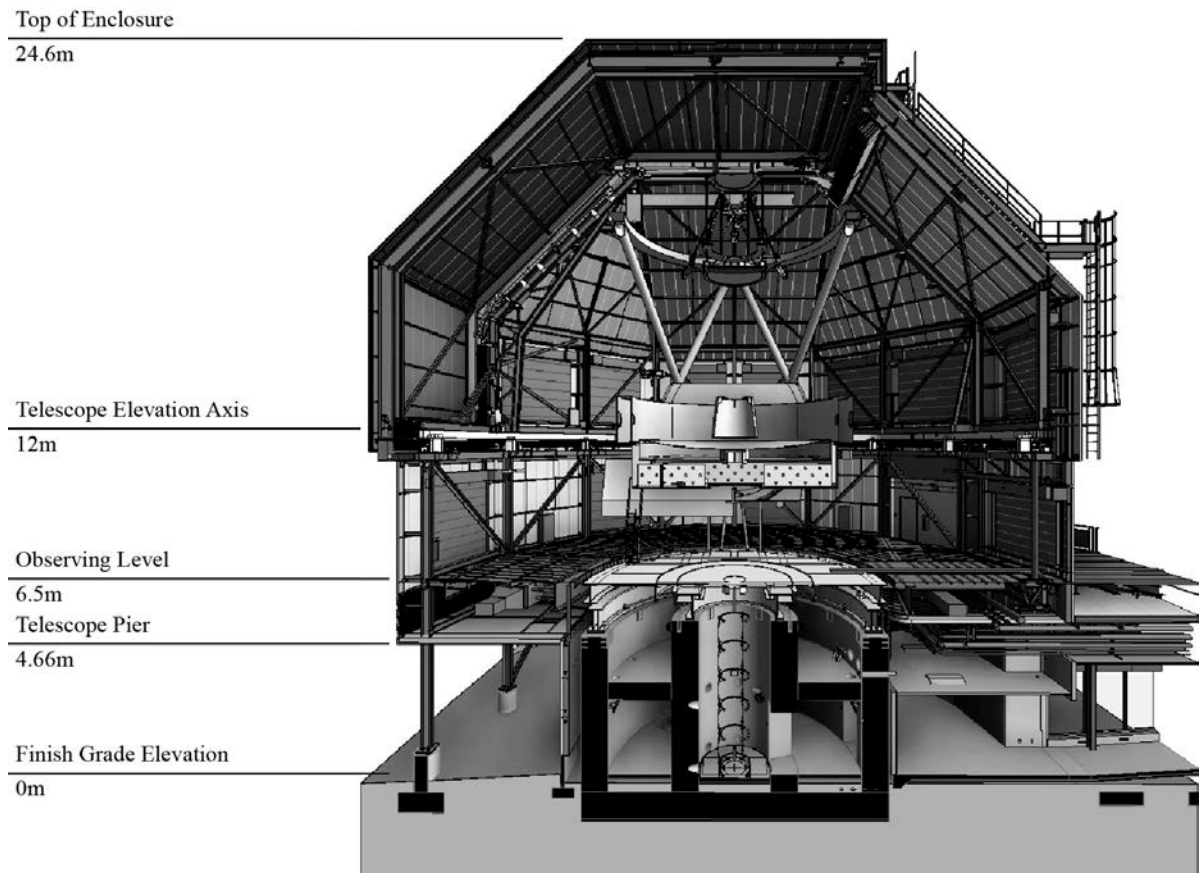 Top of Enclosure
24.6m
Telescope Elevation Axis
12m
Observing Level
6.5m
Telescope Pier
4.66m
Finish Grade Elevation
0m